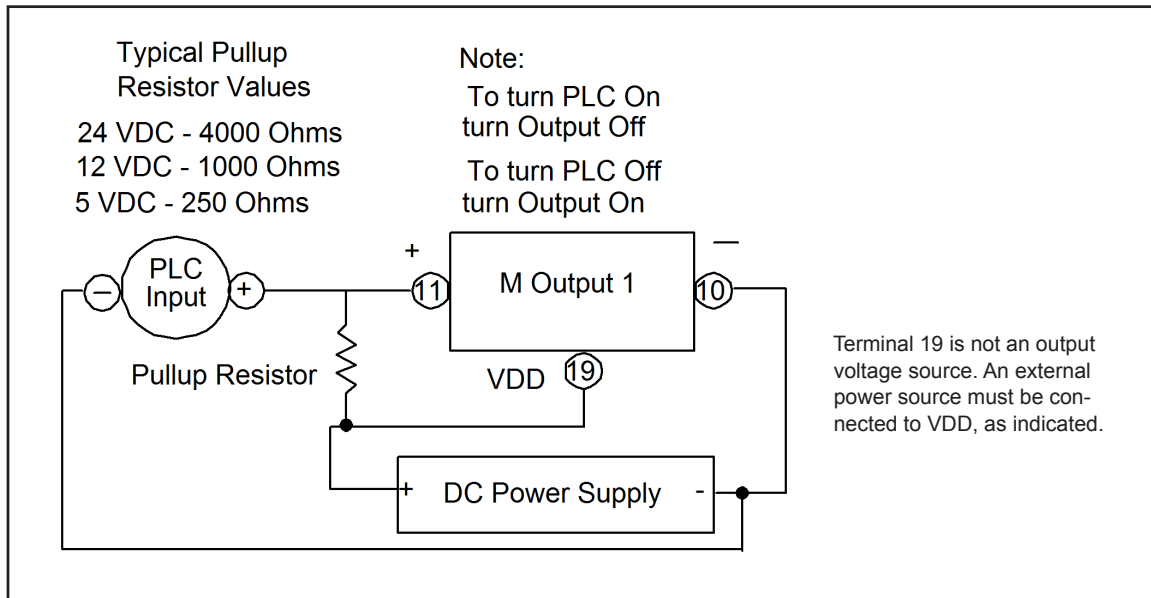 Typical Pullup
Resistor Values
24 VDC - 4000 Ohms
12 VDC - 1000 Ohms
5 VDC - 250 Ohms
Note:
To turn PLC On
turn Output Off
To turn PLC Off
turn Output On
−
PLC
Input
+
+
11
M Output 1
—
10
Pullup Resistor
VDD
19
+
DC Power Supply
-
Terminal 19 is not an output
voltage source. An external
power source must be con-
nected to VDD, as indicated.